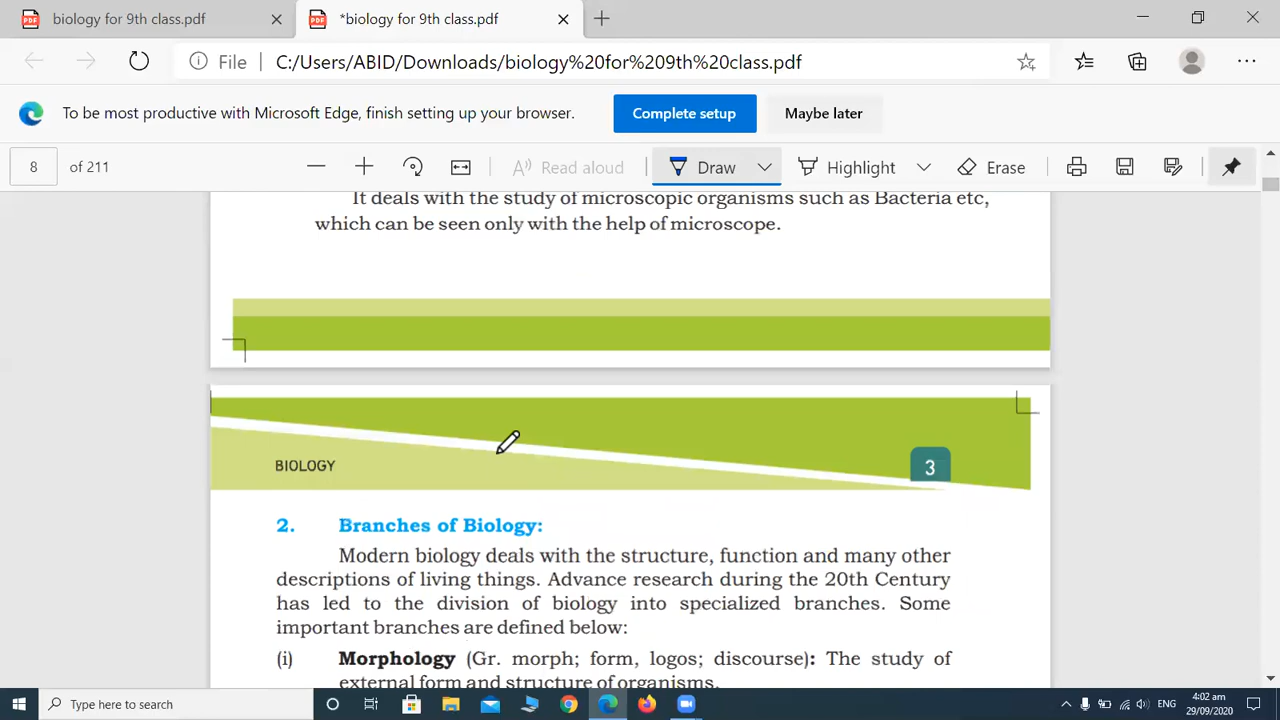 biology for 9th class.pdf
*biology for 9th class.pdf
File
C:/Users/ABID/Downloads/biology%20for%209th%20class.pdf
To be most productive with Microsoft Edge, finish setting up your browser.
Complete setup
Maybe later
8 of 211
Read aloud
Draw
Highlight
Erase
It deals with the study of microscopic organisms such as Bacteria etc,
which can be seen only with the help of microscope.
BIOLOGY
3
2. Branches of Biology:
Modern biology deals with the structure, function and many other
descriptions of living things. Advance research during the 20th Century
has led to the division of biology into specialized branches. Some
important branches are defined below:
(i) Morphology (Gr. morph; form, logos; discourse): The study of
external form and structure of organisms.
Type here to search
ENG
4:02 am
29/09/2020